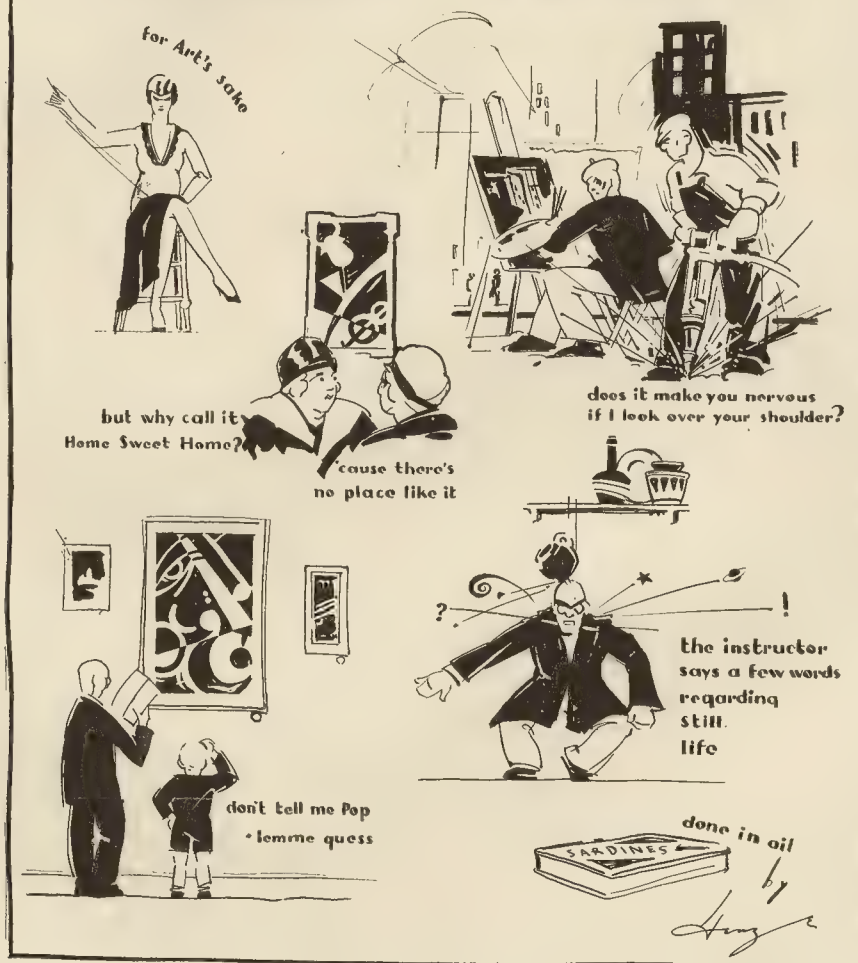 for Art's sake
does it make you nervous
if I look over your shoulder?
but why call it
Home Sweet Home?
'cause there's
no place like it
?
!
the instructor
says a few words
regarding
still.
life
don't tell me Pop
- lemme guess
SARDINES
done in oil
by